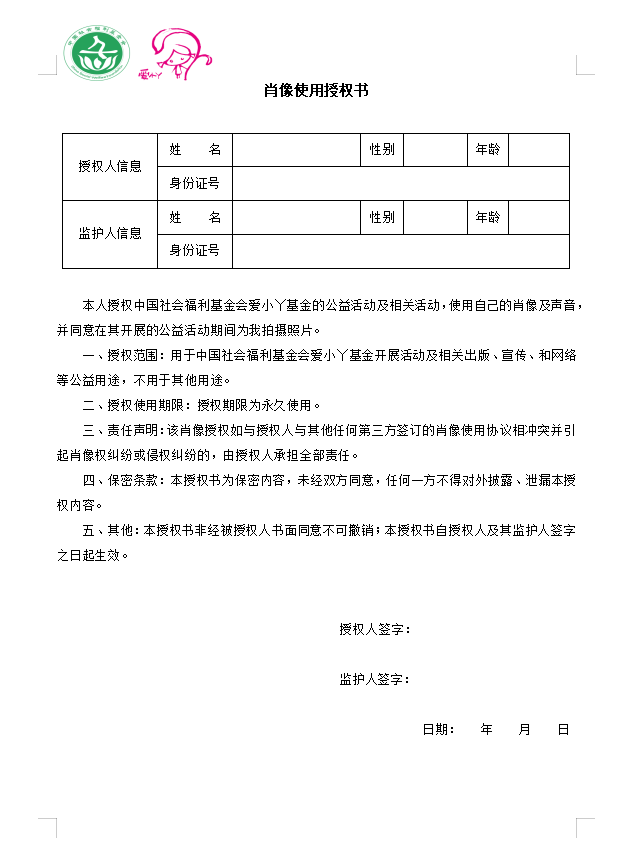 爱小丫
肖像使用授权书
授权人信息 姓 名 性别 年龄
身份证号
监护人信息 姓 名 性别 年龄
身份证号
本人授权中国社会福利基金会爱小丫基金的公益活动及相关活动，使用自己的肖像及声音，
并同意在其开展的公益活动期间为我拍摄照片。
一、授权范围：用于中国社会福利基金会爱小丫基金开展活动及相关出版、宣传、和网络
等公益用途，不用于其他用途。
二、授权使用期限：授权期限为永久使用。
三、责任声明：该肖像授权如与授权人与其他任何第三方签订的肖像使用协议相冲突并引
起肖像权纠纷或侵权纠纷的，由授权人承担全部责任。
四、保密条款：本授权书为保密内容，未经双方同意，任何一方不得对外披露、泄漏本授
权内容。
五、其他：本授权书非经被授权人书面同意不可撤销；本授权书自授权人及其监护人签字
之日起生效。
授权人签字：
监护人签字：
日期： 年 月 日